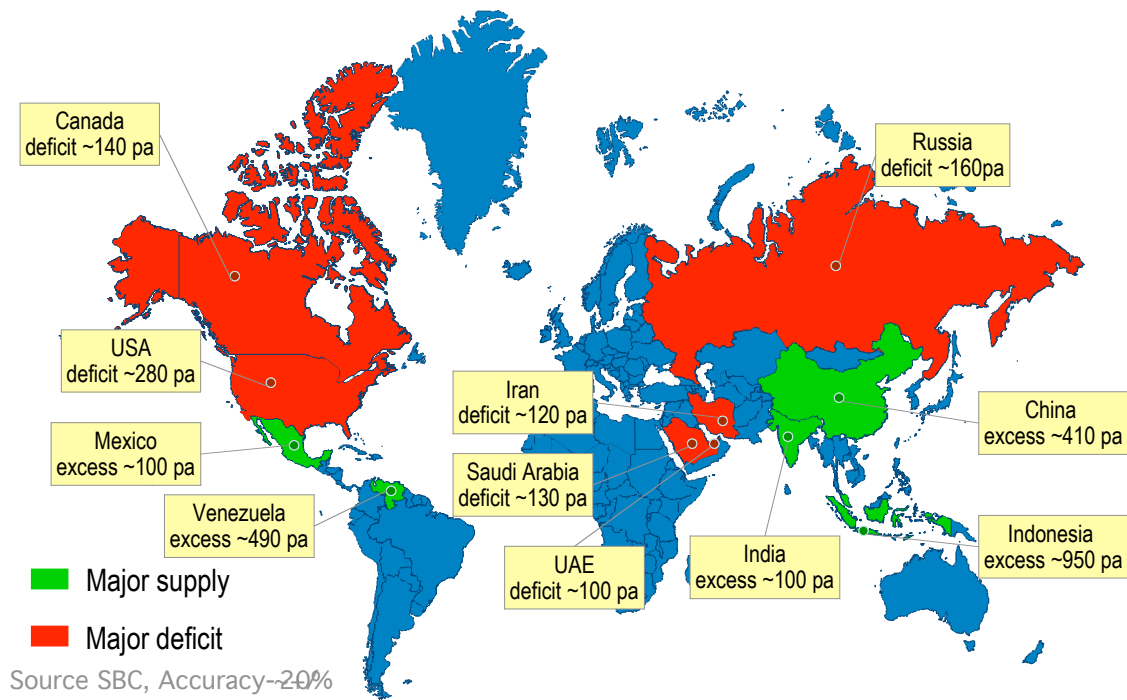 Canada
deficit ~140 pa
Russia
deficit ~160pa
USA
deficit ~280 pa
Iran
deficit ~120 pa
China
excess ~410 pa
Mexico
excess ~100 pa
Saudi Arabia
deficit ~130 pa
Venezuela
excess ~490 pa
UAE
deficit ~100 pa
India
excess ~100 pa
Indonesia
excess ~950 pa
Major supply
Major deficit
Source SBC, Accuracy 20%